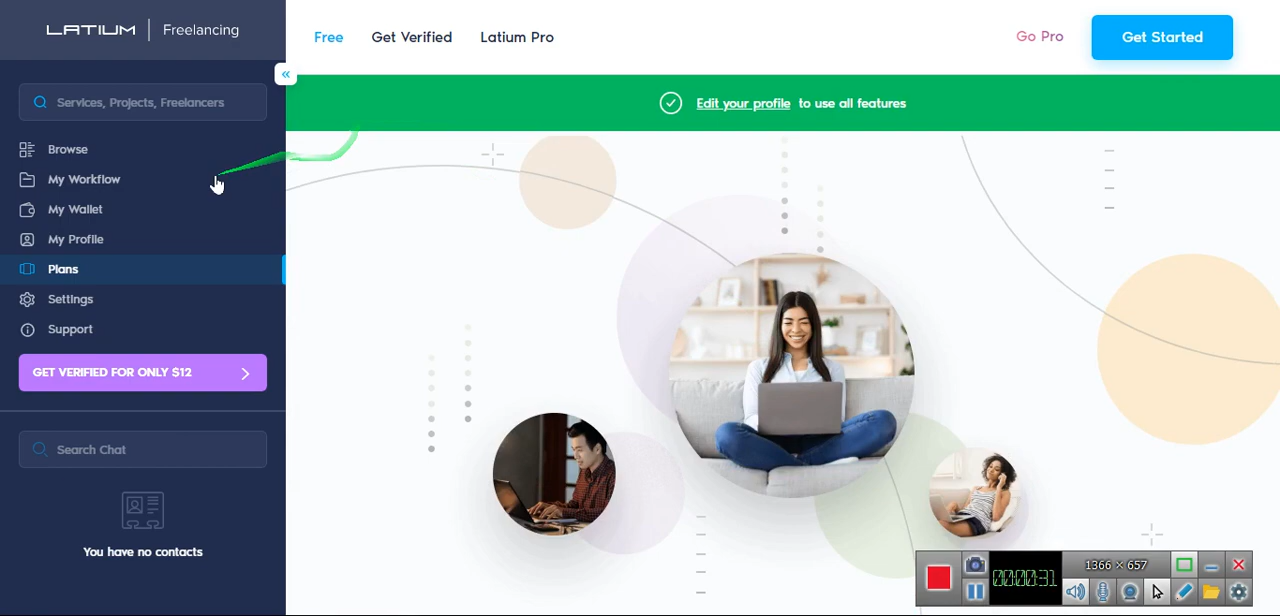 LATIUM | Freelancing
Free
Get Verified
Latium Pro
Go Pro
Get Started
«
Services, Projects, Freelancers
Edit your profile to use all features
Browse
My Workflow
My Wallet
My Profile
Plans
Settings
Support
GET VERIFIED FOR ONLY $12
Search Chat
You have no contacts
1366 × 657
00:00:31